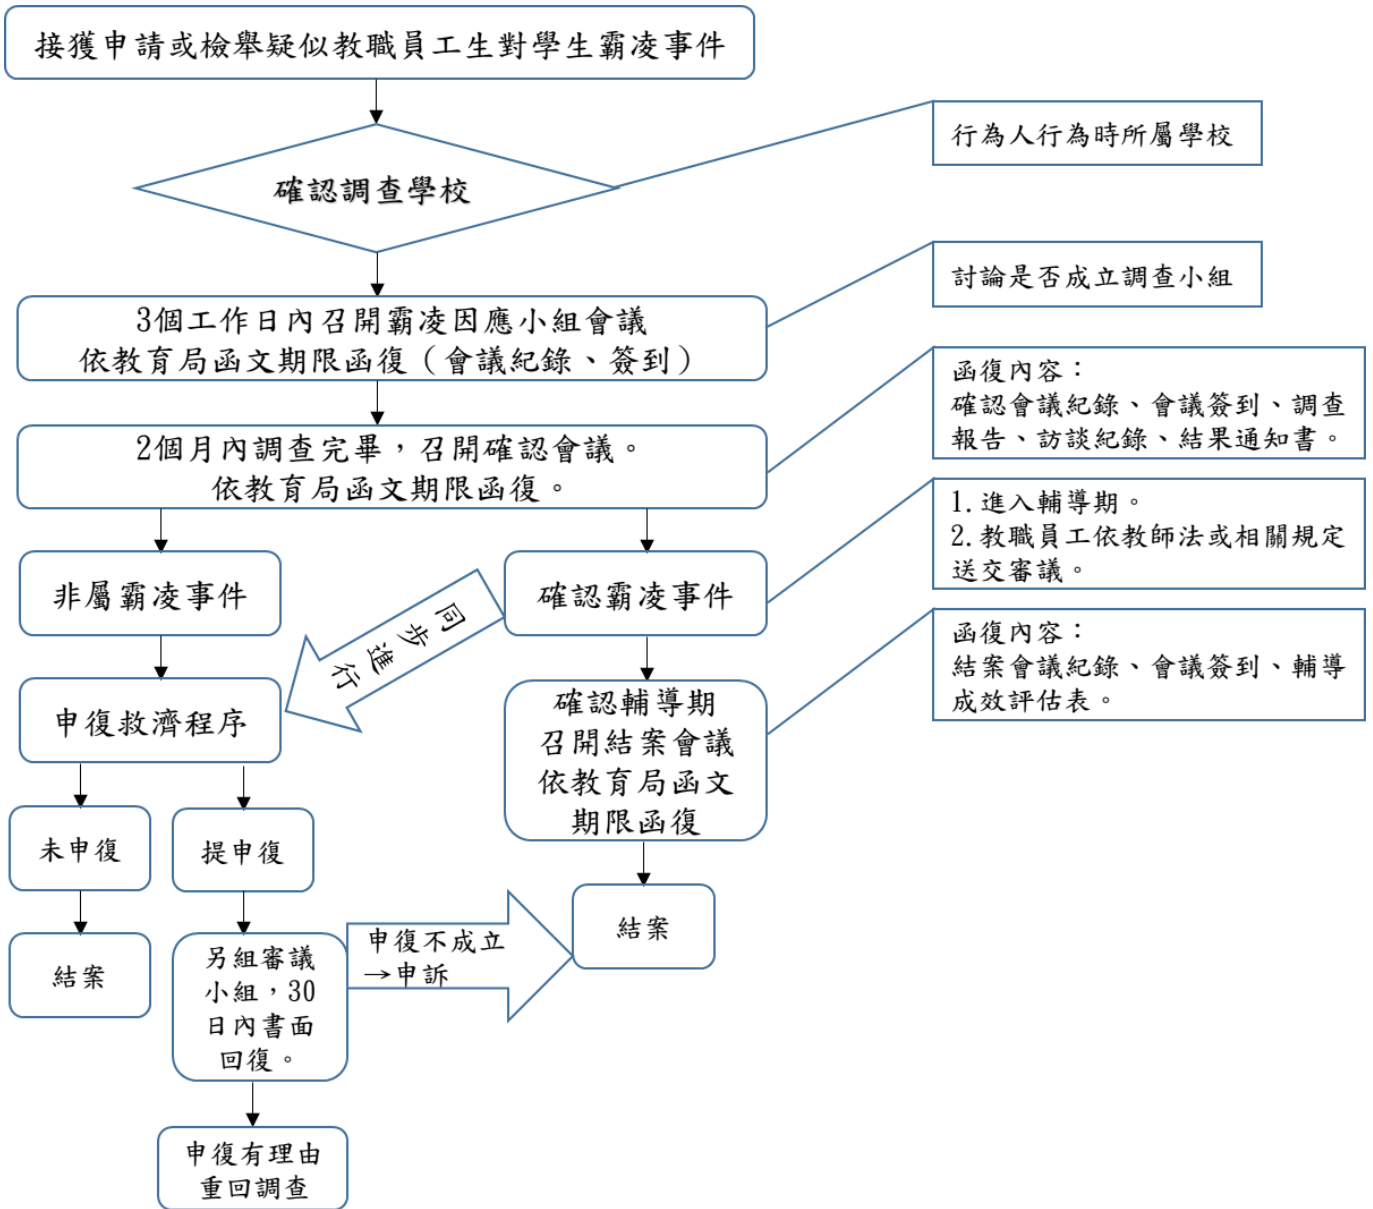 接獲申請或檢舉疑似教職員工生對學生霸凌事件
行為人行為時所屬學校
確認調查學校
討論是否成立調查小組
3個工作日內召開霸凌因應小組會議
依教育局函文期限函復（會議紀錄、簽到）
函復內容：
確認會議紀錄、會議簽到、調查
報告、訪談紀錄、結果通知書。
2個月內調查完畢，召開確認會議。
依教育局函文期限函復。
1.進入輔導期。
2.教職員工依教師法或相關規定
送交審議。
非屬霸凌事件
確認霸凌事件
同步進行
函復內容：
結案會議紀錄、會議簽到、輔導
成效評估表。
申復救濟程序
確認輔導期
召開結案會議
依教育局函文
期限函復
未申復
提申復
結案
結案
另組審議
小組，30
日內書面
回復。
申復不成立
→申訴
申復有理由
重回調查